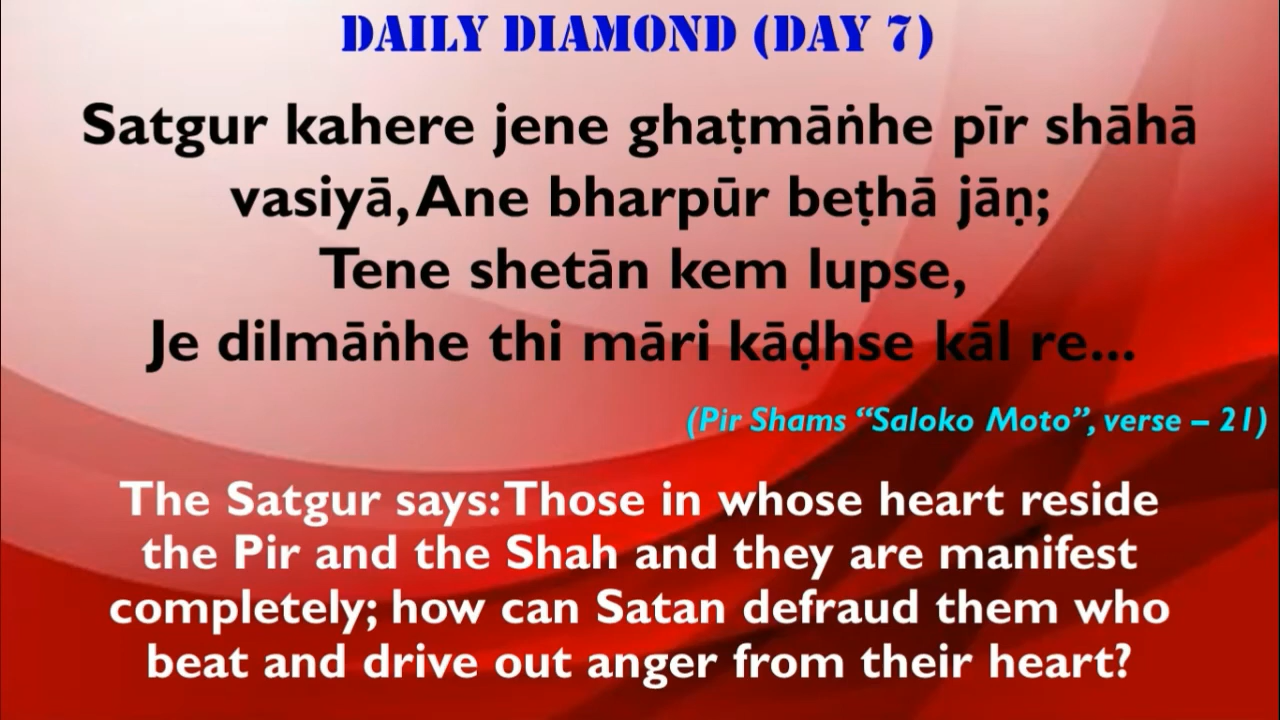 DAILY DIAMOND (DAY 7)
Satgur kahere jene ghaṭmāṅhe pīr shāhā
vasiyā, Ane bharpūr beṭhā jāṇ;
Tene shetān kem lupse,
Je dilmāṅhe thi māri kāḍhse kāl re...
(Pir Shams “Saloko Moto”, verse – 21)
The Satgur says: Those in whose heart reside
the Pir and the Shah and they are manifest
completely; how can Satan defraud them who
beat and drive out anger from their heart?